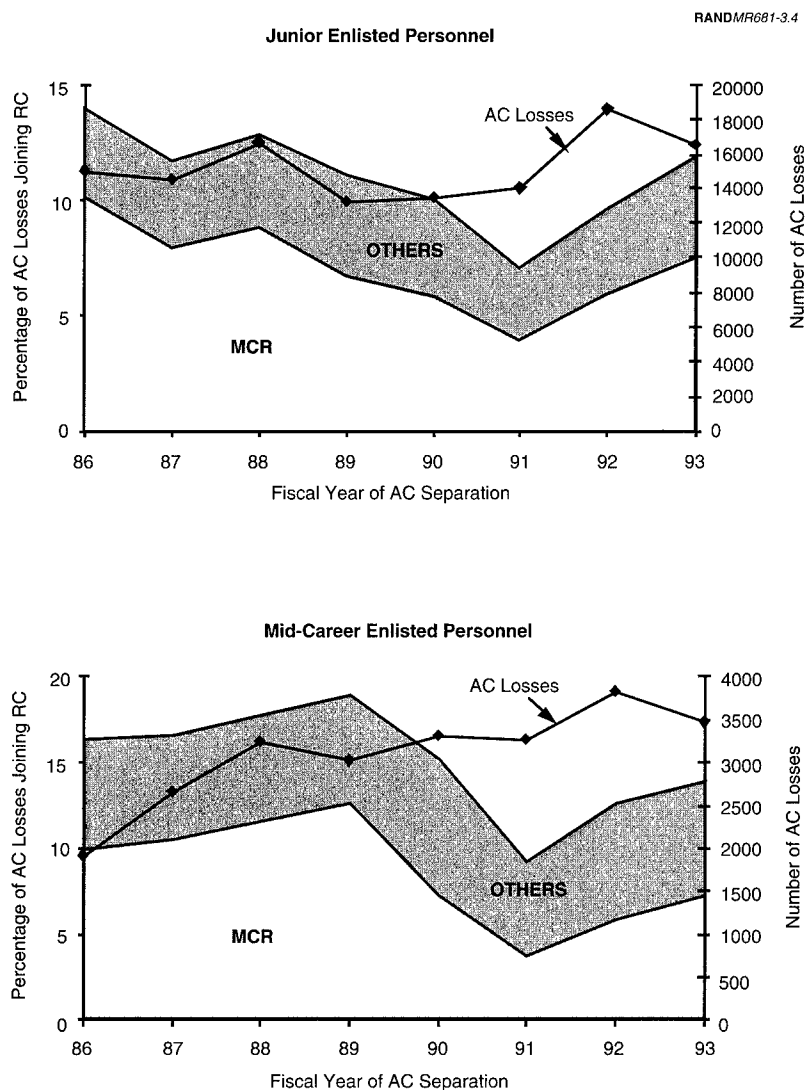 RANDMR681-3.4
Junior Enlisted Personnel
Percentage of AC Losses Joining RC
15
10
5
0
AC Losses
OTHERS
MCR
20000
18000
16000
14000
12000
10000
8000
6000
4000
2000
0
Number of AC Losses
86 87 88 89 90 91 92 93
Fiscal Year of AC Separation
Mid-Career Enlisted Personnel
Percentage of AC Losses Joining RC
20
15
10
5
0
AC Losses
OTHERS
MCR
4000
3500
3000
2500
2000
1500
1000
500
0
Number of AC Losses
86 87 88 89 90 91 92 93
Fiscal Year of AC Separation